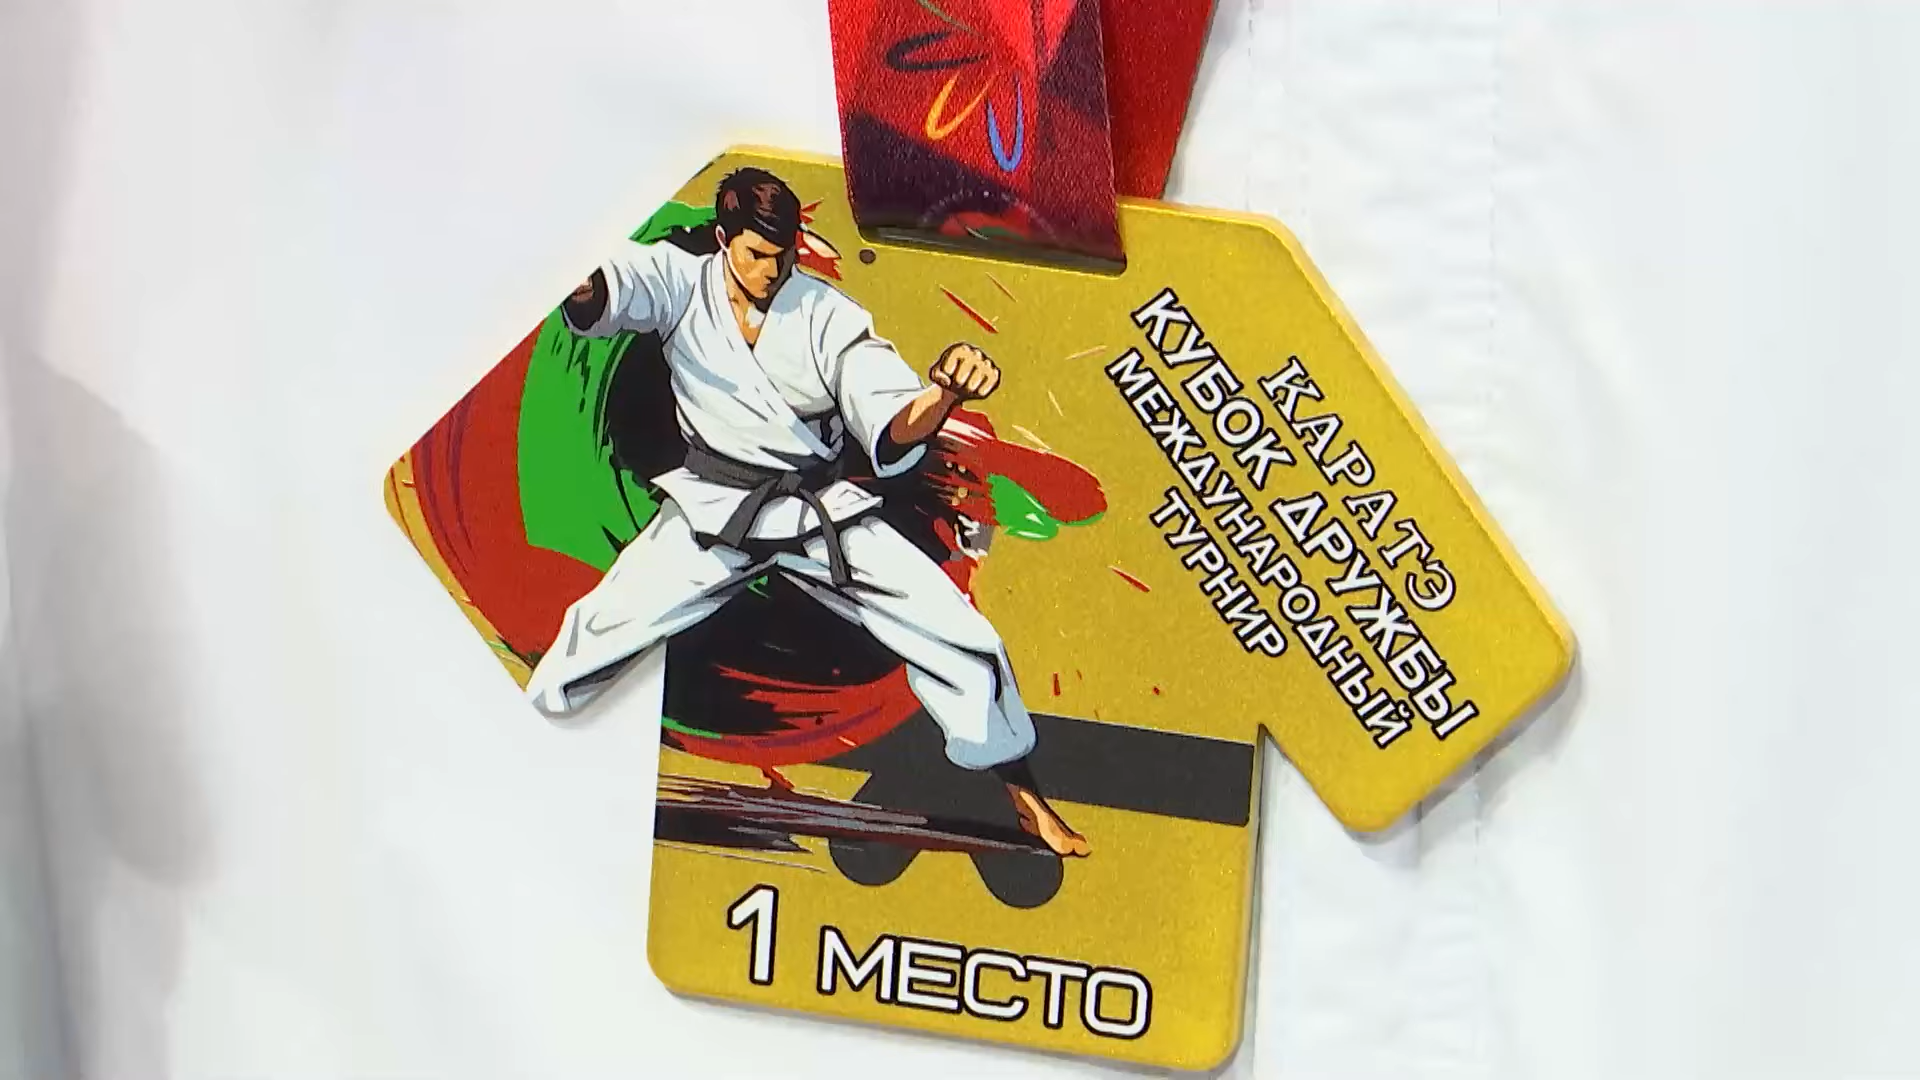 КАРАТЭ
КУБОК ДРУЖБЫ
МЕЖДУНАРОДНЫЙ
ТУРНИР
1 МЕСТО